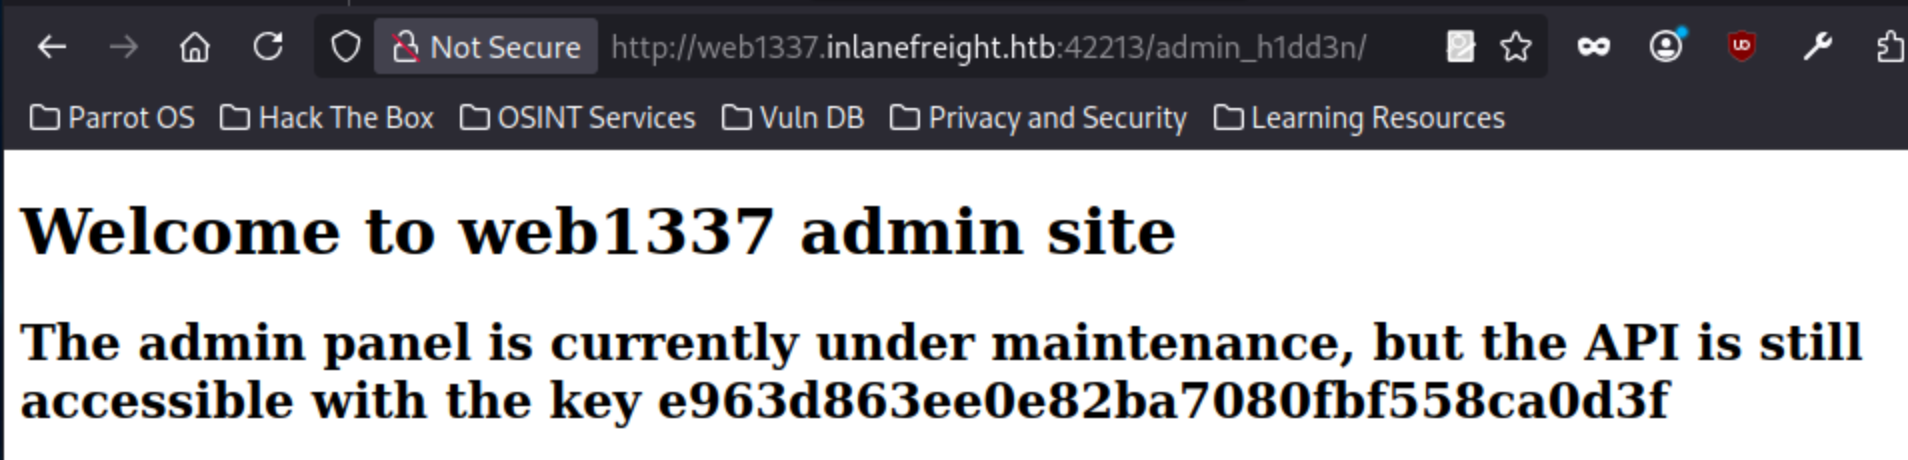 Not Secure http://web1337.inlanefreight.htb:42213/admin_h1dd3n/
Parrot OS Hack The Box OSINT Services Vuln DB Privacy and Security Learning Resources
Welcome to web1337 admin site
The admin panel is currently under maintenance, but the API is still
accessible with the key e963d863ee0e82ba7080fbf558ca0d3f